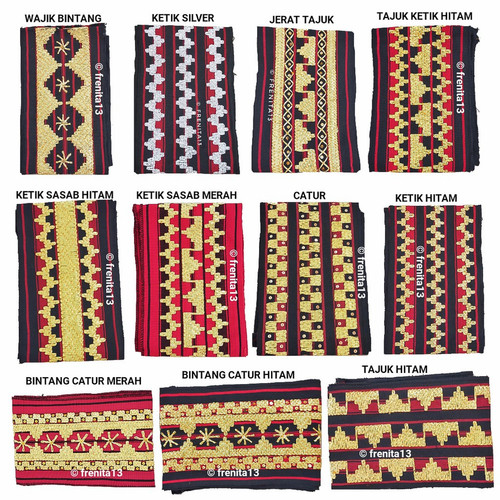 WAJIK BINTANG
KETIK SILVER
JERAT TAJUK
TAJUK KETIK HITAM
© frenita13
© FRENITA13
© FRENITA13
© frenita13
KETIK SASAB HITAM
KETIK SASAB MERAH
CATUR
KETIK HITAM
© frenita13
© frenita13
© frenita13
© frenita13
BINTANG CATUR MERAH
BINTANG CATUR HITAM
TAJUK HITAM
© frenita13
© frenita13
© frenita13